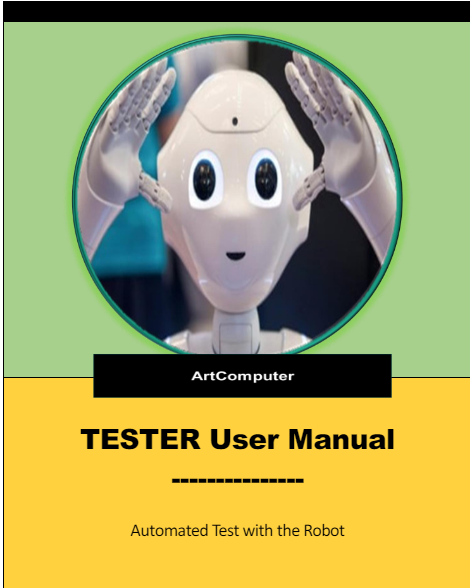 ArtComputer
TESTER User Manual
---------------
Automated Test with the Robot